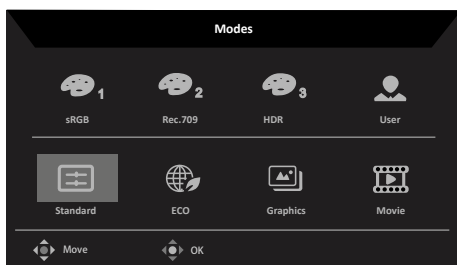 Modes
1 2 3
sRGB Rec.709 HDR User
Standard ECO Graphics Movie
Move OK